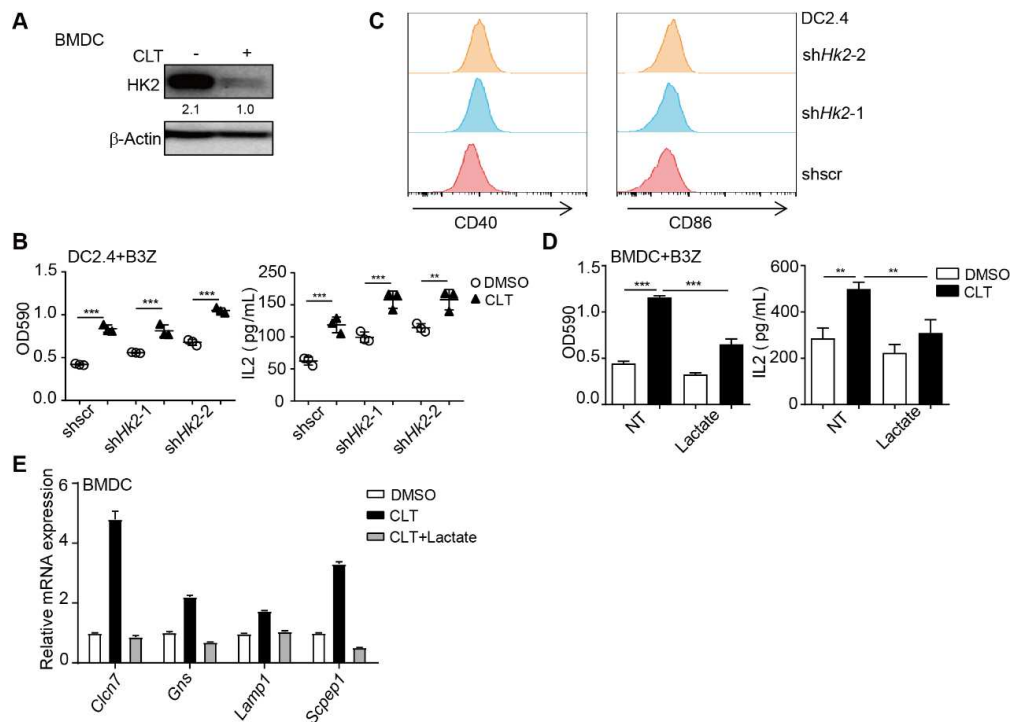 A
BMDC
CLT - +
HK2
2.1 1.0
β-Actin
C
DC2.4
shHk2-2
shHk2-1
shscr
CD40
CD86
B
DC2.4+B3Z
OD590
1.5
1.0
0.5
0.0
***
***
***
shscr
shHk2-1
shHk2-2
IL2 ( pg/mL)
250
150
100
50
0
***
***
**
shscr
shHk2-1
shHk2-2
DMSO
CLT
D
BMDC+B3Z
OD590
1.5
1.0
0.5
0.0
***
***
NT
Lactate
IL2 (pg/mL)
600
400
200
0
**
**
NT
Lactate
DMSO
CLT
E
BMDC
Relative mRNA expression
6
4
2
0
DMSO
CLT
CLT+Lactate
Clcn7
Gns
Lamp1
Scpep1